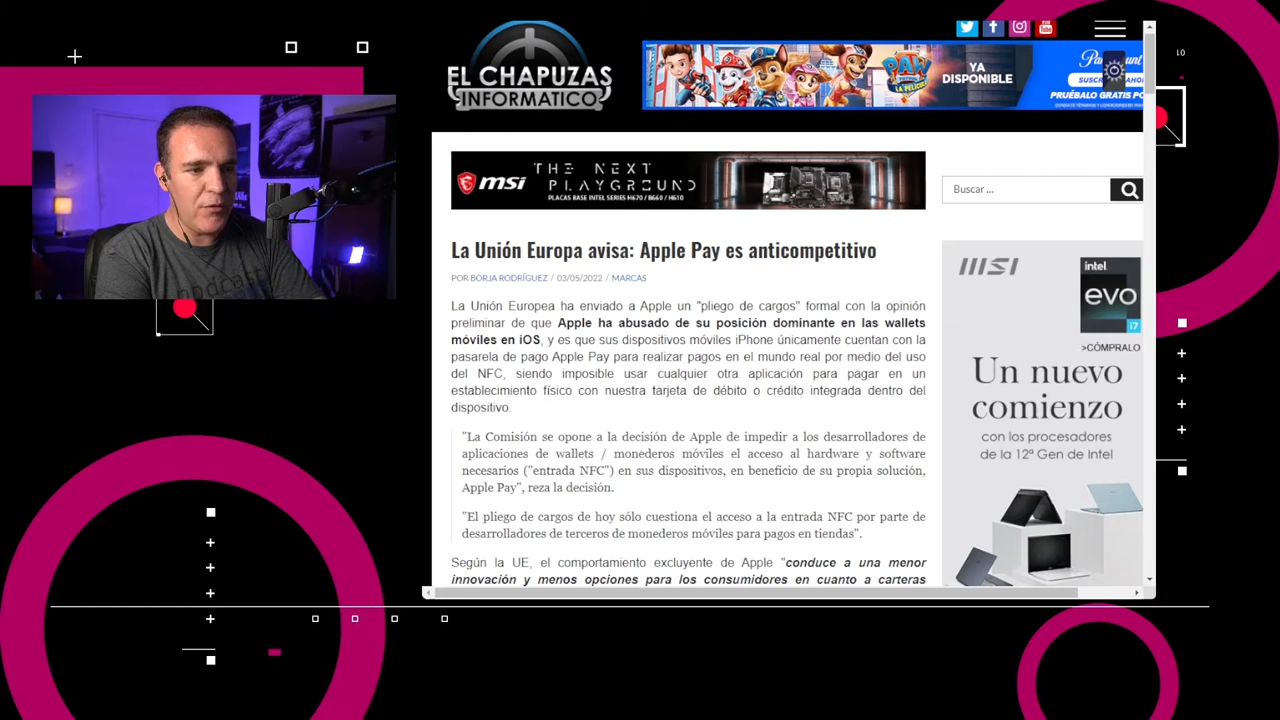 EL CHAPUZAS
INFORMATICO
PAW
LA PELÍCULA
YA
DISPONIBLE
PRUÉBALO GRATIS
10
msi
THE NEXT
PLAYGROUND
PLACAS BASE INTEL SERIES H670 / B660 / H610
Buscar ...
La Unión Europa avisa: Apple Pay es anticompetitivo
POR BORJA RODRÍGUEZ / 03/05/2022 / MARCAS
La Unión Europea ha enviado a Apple un "pliego de cargos" formal con la opinión
preliminar de que Apple ha abusado de su posición dominante en las wallets
móviles en iOS, y es que sus dispositivos móviles iPhone únicamente cuentan con la
pasarela de pago Apple Pay para realizar pagos en el mundo real por medio del uso
del NFC, siendo imposible usar cualquier otra aplicación para pagar en un
establecimiento físico con nuestra tarjeta de débito o crédito integrada dentro del
dispositivo.
"La Comisión se opone a la decisión de Apple de impedir a los desarrolladores de
aplicaciones de wallets / monederos móviles el acceso al hardware y software
necesarios ("entrada NFC") en sus dispositivos, en beneficio de su propia solución,
Apple Pay", reza la decisión.
"El pliego de cargos de hoy sólo cuestiona el acceso a la entrada NFC por parte de
desarrolladores de terceros de monederos móviles para pagos en tiendas".
Según la UE, el comportamiento excluyente de Apple "conduce a una menor
innovación y menos opciones para los consumidores en cuanto a carteras
msi
intel
evo
i7
>CÓMPRALO
Un nuevo
comienzo
con los procesadores
de la 12ª Gen de Intel